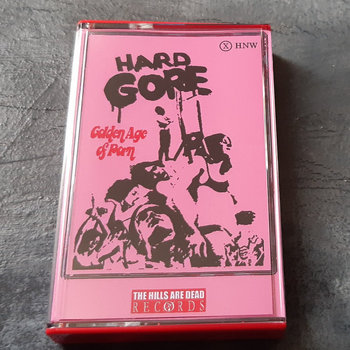 Ⓧ HNW
HARD
GORE
Golden Age
of Porn
THE HILLS ARE DEAD
RECORDS